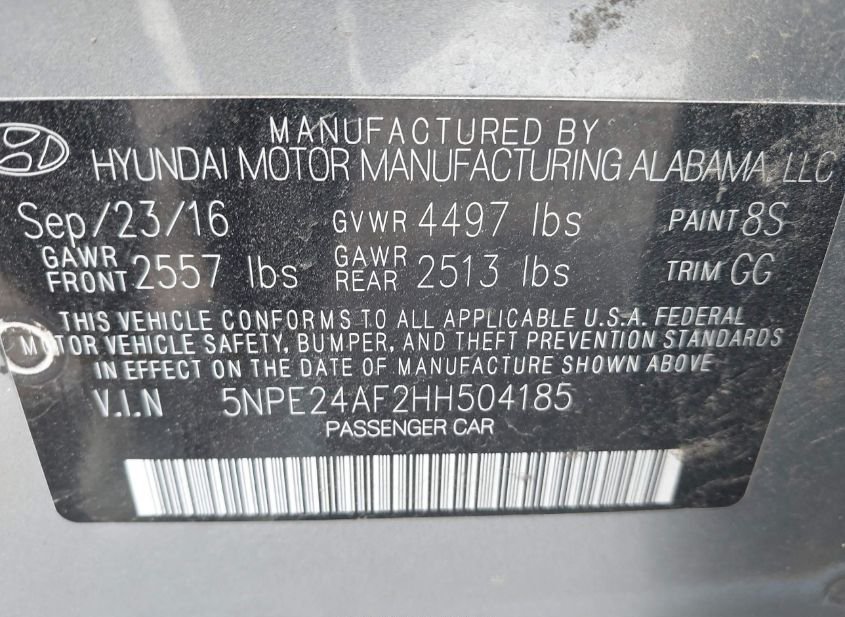 MANUFACTURED BY
HYUNDAI MOTOR MANUFACTURING ALABAMA, LLC
Sep/23/16 GVWR 4497 lbs PAINT 8S
GAWR FRONT 2557 lbs GAWR REAR 2513 lbs TRIM GG
THIS VEHICLE CONFORMS TO ALL APPLICABLE U.S.A. FEDERAL
MOTOR VEHICLE SAFETY, BUMPER, AND THEFT PREVENTION STANDARDS
IN EFFECT ON THE DATE OF MANUFACTURE SHOWN ABOVE
V.I.N 5NPE24AF2HH504185
PASSENGER CAR